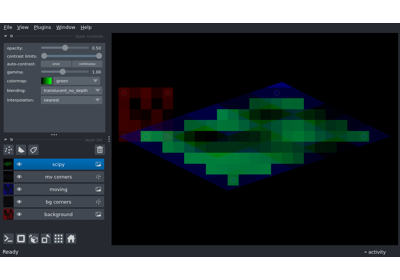 File View Plugins Window Help
opacity: 0.50
contrast limits:
auto-contrast: once continuous
gamma: 1.00
colormap: green
blending: translucent_no_depth
interpolation: nearest
scipy
mv corners
moving
bg corners
background
Ready
activity